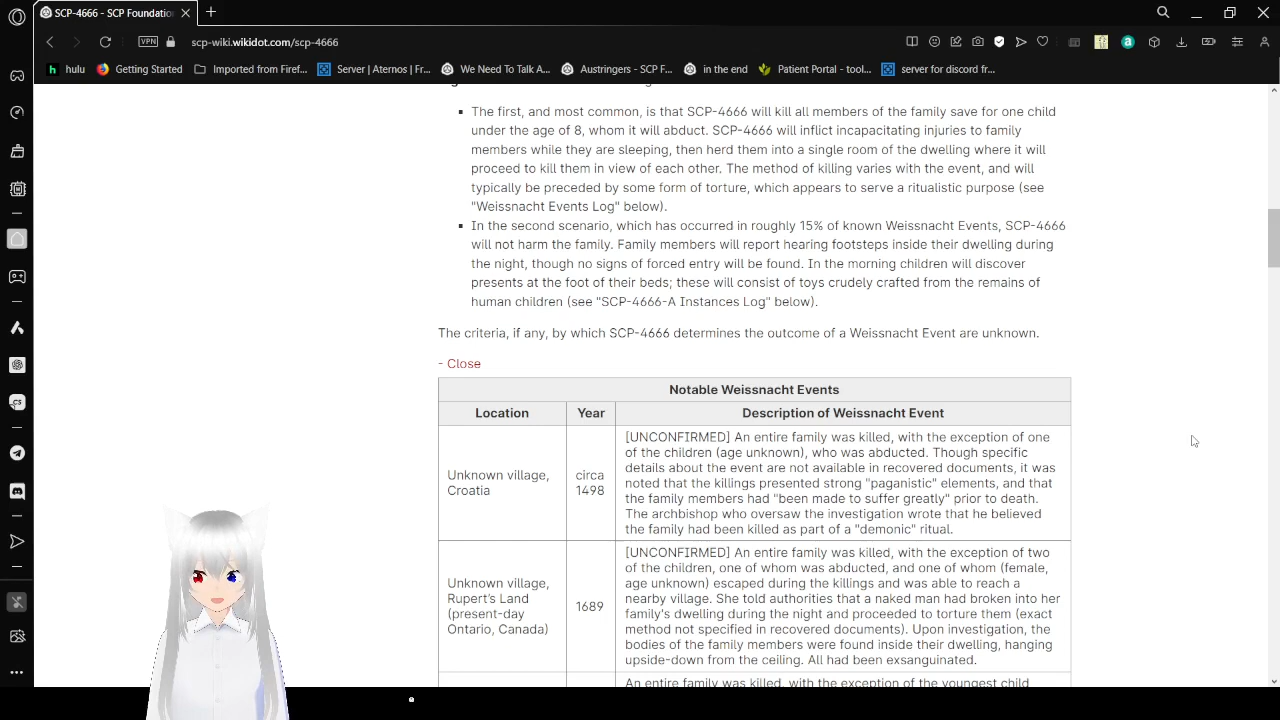 SCP-4666 - SCP Foundatio
VPN
scp-wiki.wikidot.com/scp-4666
hulu
Getting Started
Imported from Firef...
Server | Aternos | Fr...
We Need To Talk A...
Austringers - SCP F...
in the end
Patient Portal - tool...
server for discord fr...
The first, and most common, is that SCP-4666 will kill all members of the family save for one child
under the age of 8, whom it will abduct. SCP-4666 will inflict incapacitating injuries to family
members while they are sleeping, then herd them into a single room of the dwelling where it will
proceed to kill them in view of each other. The method of killing varies with the event, and will
typically be preceded by some form of torture, which appears to serve a ritualistic purpose (see
"Weissnacht Events Log" below).
In the second scenario, which has occurred in roughly 15% of known Weissnacht Events, SCP-4666
will not harm the family. Family members will report hearing footsteps inside their dwelling during
the night, though no signs of forced entry will be found. In the morning children will discover
presents at the foot of their beds; these will consist of toys crudely crafted from the remains of
human children (see "SCP-4666-A Instances Log" below).
The criteria, if any, by which SCP-4666 determines the outcome of a Weissnacht Event are unknown.
- Close
Notable Weissnacht Events
Location
Year
Description of Weissnacht Event
Unknown village,
Croatia
circa
1498
[UNCONFIRMED] An entire family was killed, with the exception of one
of the children (age unknown), who was abducted. Though specific
details about the event are not available in recovered documents, it was
noted that the killings presented strong "paganistic" elements, and that
the family members had "been made to suffer greatly" prior to death.
The archbishop who oversaw the investigation wrote that he believed
the family had been killed as part of a "demonic" ritual.
Unknown village,
Rupert's Land
(present-day
Ontario, Canada)
1689
[UNCONFIRMED] An entire family was killed, with the exception of two
of the children, one of whom was abducted, and one of whom (female,
age unknown) escaped during the killings and was able to reach a
nearby village. She told authorities that a naked man had broken into her
family's dwelling during the night and proceeded to torture them (exact
method not specified in recovered documents). Upon investigation, the
bodies of the family members were found inside their dwelling, hanging
upside-down from the ceiling. All had been exsanguinated.
An entire family was killed, with the exception of the youngest child